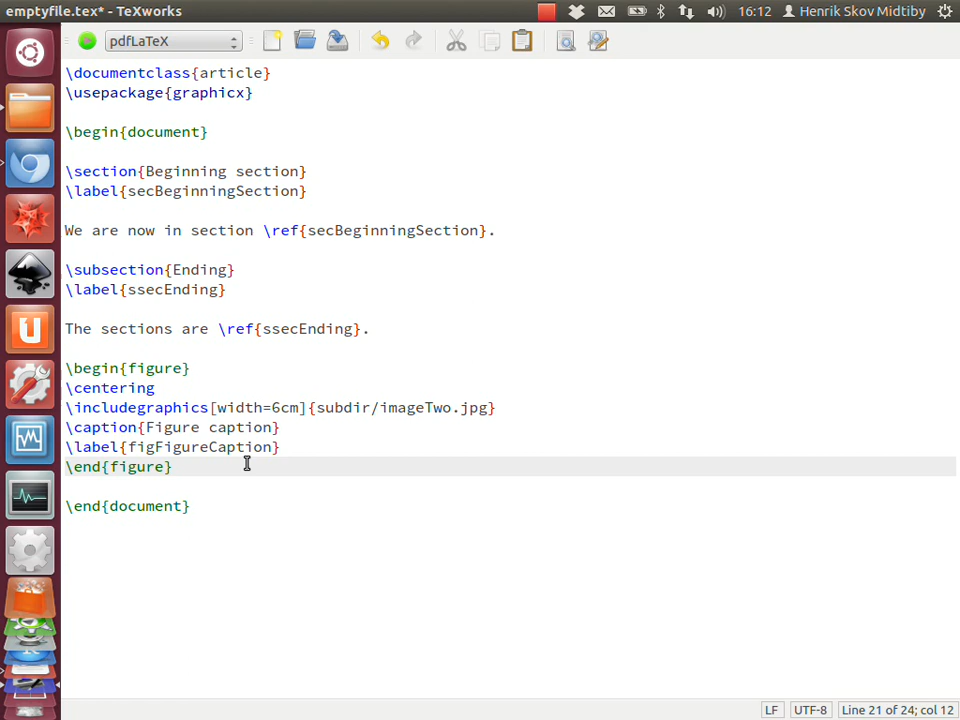 emptyfile.tex* - TeXworks
16:12
Henrik Skov Midtiby
pdfLaTeX
\documentclass{article}
\usepackage{graphicx}
\begin{document}
\section{Beginning section}
\label{secBeginningSection}
We are now in section \ref{secBeginningSection}.
\subsection{Ending}
\label{ssecEnding}
The sections are \ref{ssecEnding}.
\begin{figure}
\centering
\includegraphics[width=6cm]{subdir/imageTwo.jpg}
\caption{Figure caption}
\label{figFigureCaption}
\end{figure}
\end{document}
LF
UTF-8
Line 21 of 24; col 12